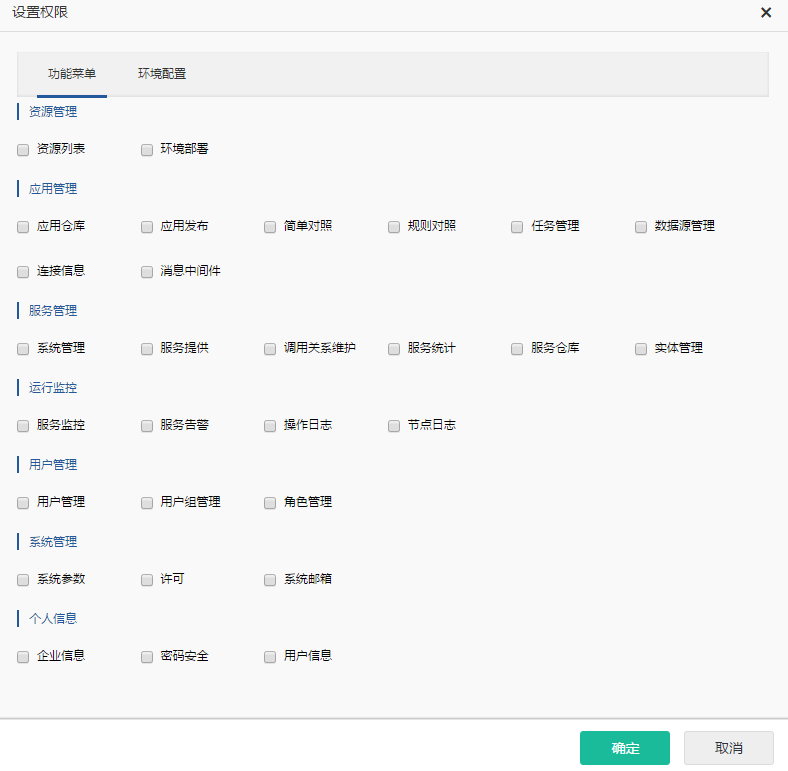 设置权限
功能菜单 环境配置
资源管理
资源列表 环境部署
应用管理
应用仓库 应用发布 简单对照 规则对照 任务管理 数据源管理
连接信息 消息中间件
服务管理
系统管理 服务提供 调用关系维护 服务统计 服务仓库 实体管理
运行监控
服务监控 服务告警 操作日志 节点日志
用户管理
用户管理 用户组管理 角色管理
系统管理
系统参数 许可 系统邮箱
个人信息
企业信息 密码安全 用户信息
确定 取消